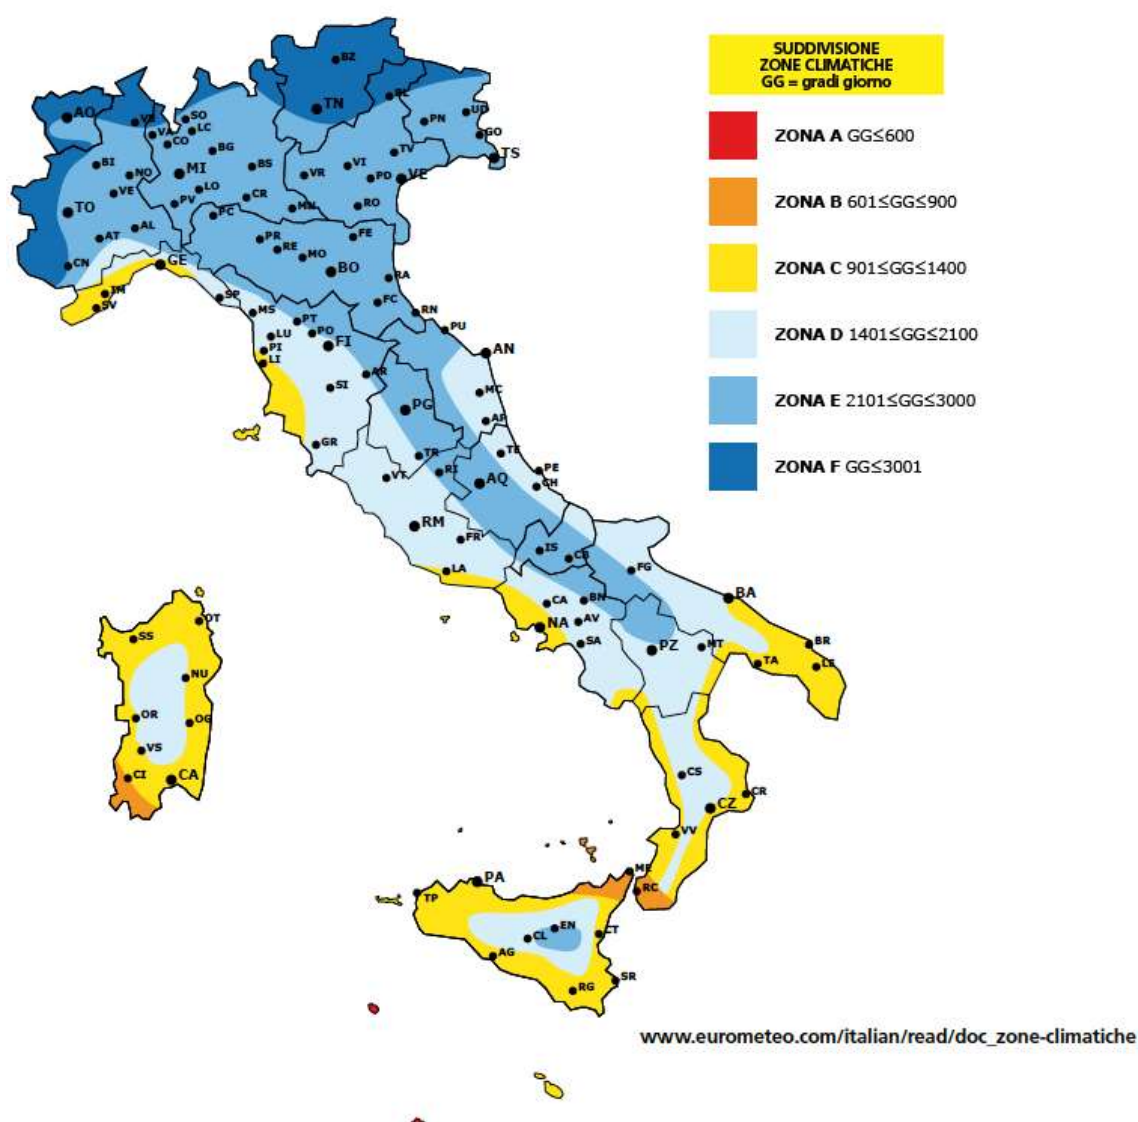 SUDDIVISIONE
ZONE CLIMATICHE
GG = gradi giorno
ZONA A GG≤600
ZONA B 601≤GG≤900
ZONA C 901≤GG≤1400
ZONA D 1401≤GG≤2100
ZONA E 2101≤GG≤3000
ZONA F GG≤3001
BZ
TN
BL
UD
PN
GO
TS
AO
VB
VA
SO
LC
CO
BG
MI
BS
BI
NO
VE
LO
PV
CR
PC
MN
VR
VI
TV
PD
VE
RO
TO
AL
AT
CN
GE
IM
SV
SP
PR
RE
MO
FE
BO
RA
FC
RN
PU
AN
MS
LU
PI
LI
PT
PO
FI
AR
SI
GR
PG
TR
MC
AP
TE
PE
CH
AQ
RI
VT
RM
FR
LA
IS
CB
FG
BA
CA
BN
AV
NA
SA
PZ
MT
TA
BR
LE
OT
SS
NU
OR
OG
VS
CI
CA
CS
CZ
CR
VV
ME
RC
PA
TP
EN
CL
CT
AG
SR
RG
www.eurometeo.com/italian/read/doc_zone-climatiche